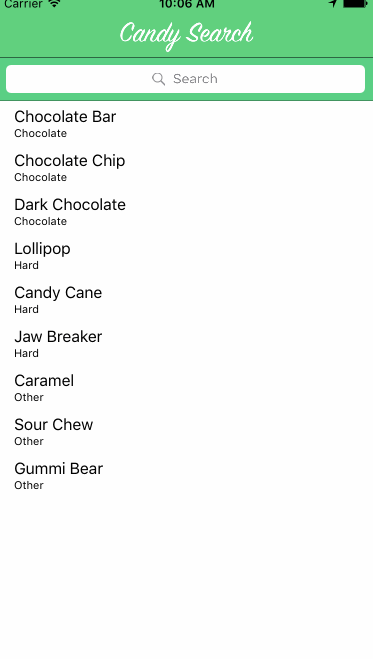 Carrier 10:06 AM
Candy Search
Search
Chocolate Bar
Chocolate
Chocolate Chip
Chocolate
Dark Chocolate
Chocolate
Lollipop
Hard
Candy Cane
Hard
Jaw Breaker
Hard
Caramel
Other
Sour Chew
Other
Gummi Bear
Other